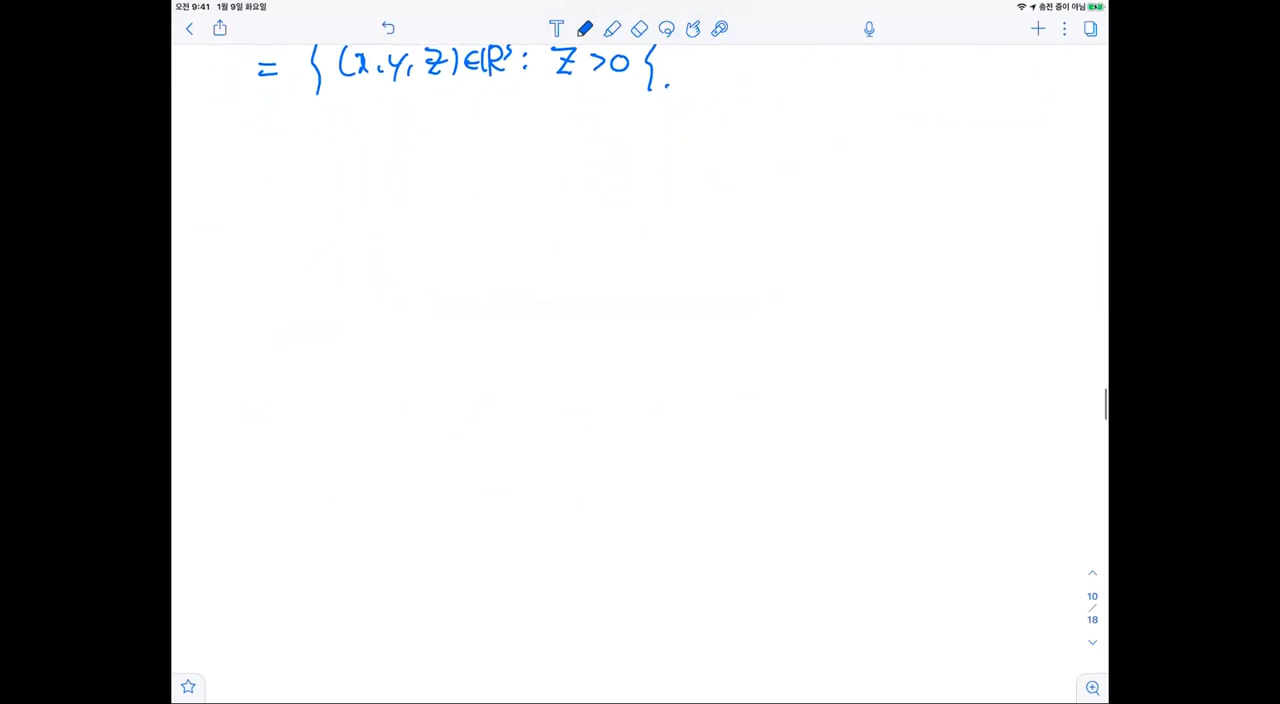 오전 9:41 1월 9일 화요일 송전 중이 아님
= { (x, y, z) ∈ ℝ³ : z > 0 }.
10
/
18